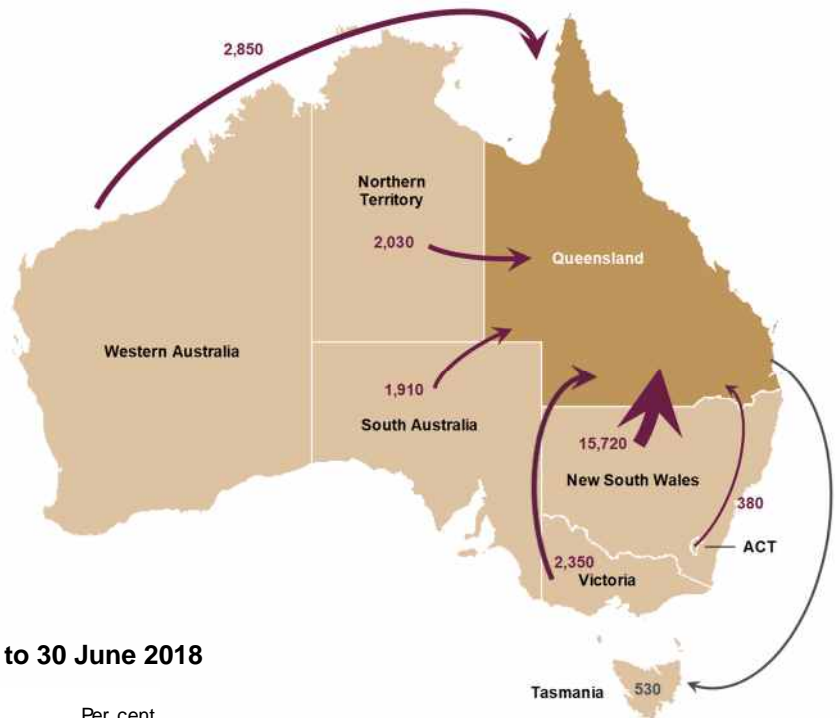 2,850
Northern
Territory
2,030
Queensland
Western Australia
1,910
South Australia
15,720
New South Wales
380
ACT
2,350
Victoria
to 30 June 2018
Tasmania 530
Per cent